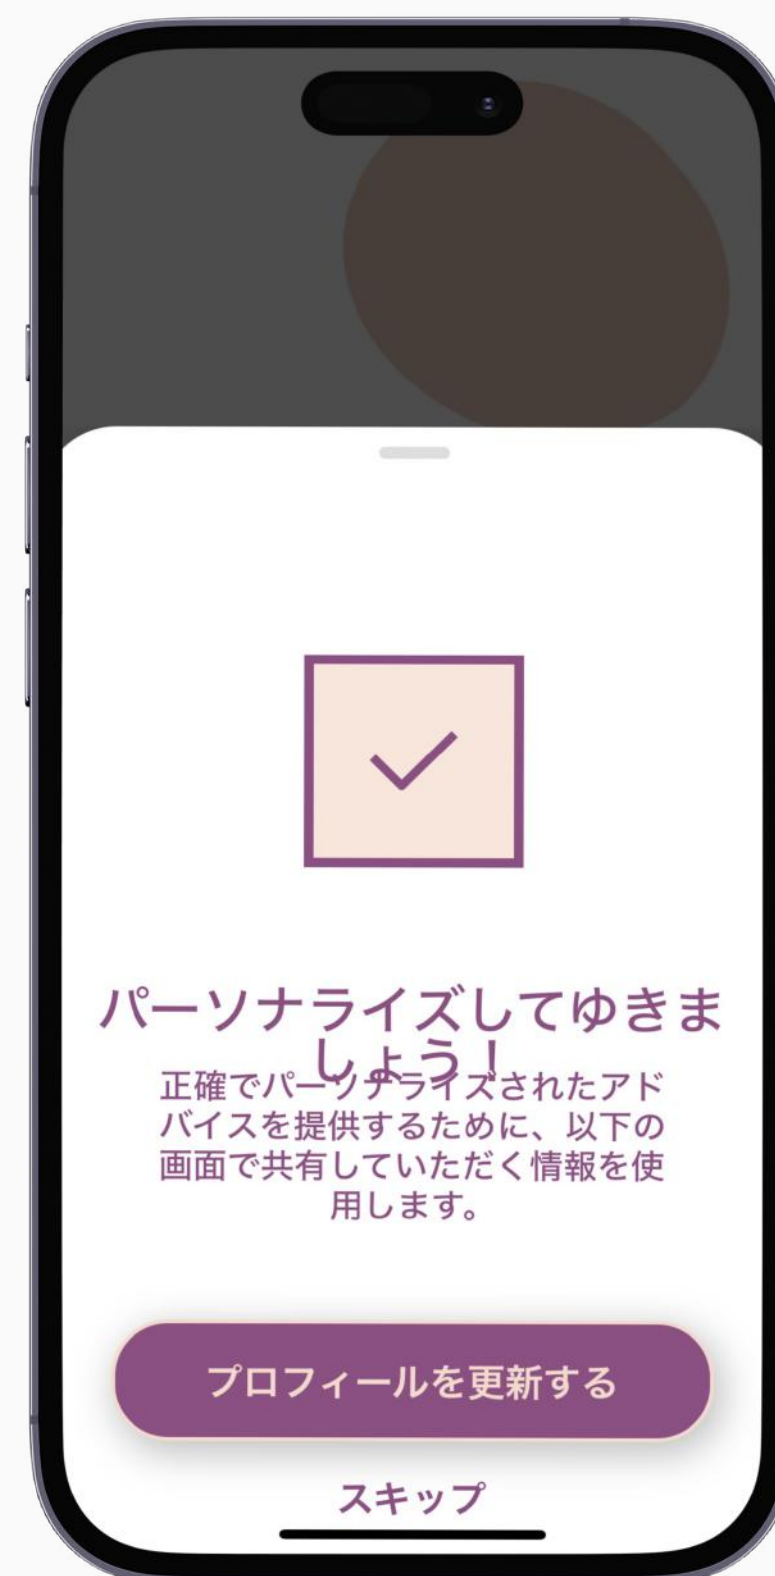 パーソナライズしてゆきま
しょう！
正確でパーソナライズされたアド
バイスを提供するために、以下の
画面で共有していただく情報を使
用します。
プロフィールを更新する
スキップ